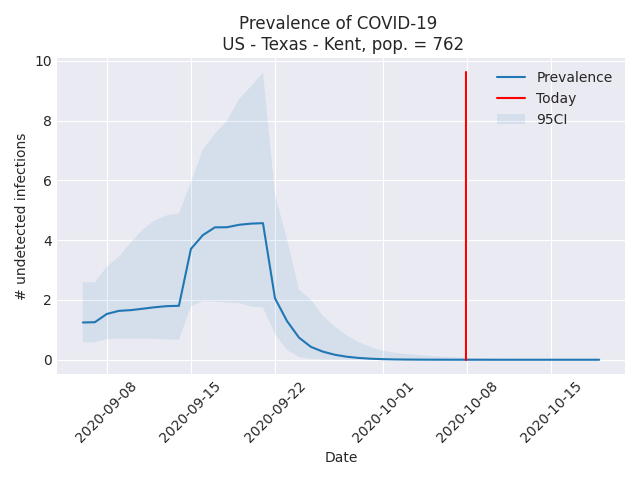 Prevalence of COVID-19
US - Texas - Kent, pop. = 762
# undetected infections
10
8
6
4
2
0
Prevalence
Today
95CI
2020-09-08
2020-09-15
2020-09-22
2020-10-01
2020-10-08
2020-10-15
Date